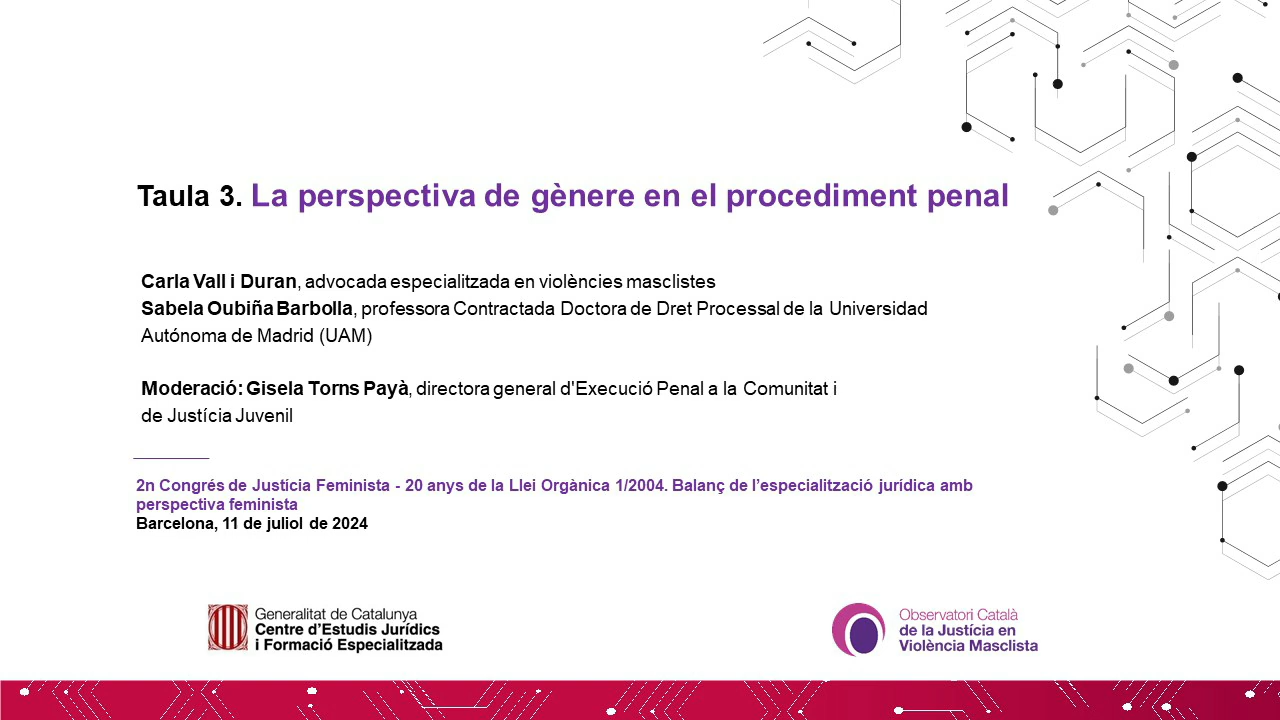 Taula 3. La perspectiva de gènere en el procediment penal
Carla Vall i Duran, advocada especialitzada en violències masclistes
Sabela Oubiña Barbolla, professora Contractada Doctora de Dret Processal de la Universidad
Autónoma de Madrid (UAM)
Moderació: Gisela Torns Payà, directora general d'Execució Penal a la Comunitat i
de Justícia Juvenil
2n Congrés de Justícia Feminista - 20 anys de la Llei Orgànica 1/2004. Balanç de l’especialització jurídica amb
perspectiva feminista
Barcelona, 11 de juliol de 2024
Generalitat de Catalunya
Centre d’Estudis Jurídics
i Formació Especialitzada
Observatori Català
de la Justícia en
Violència Masclista